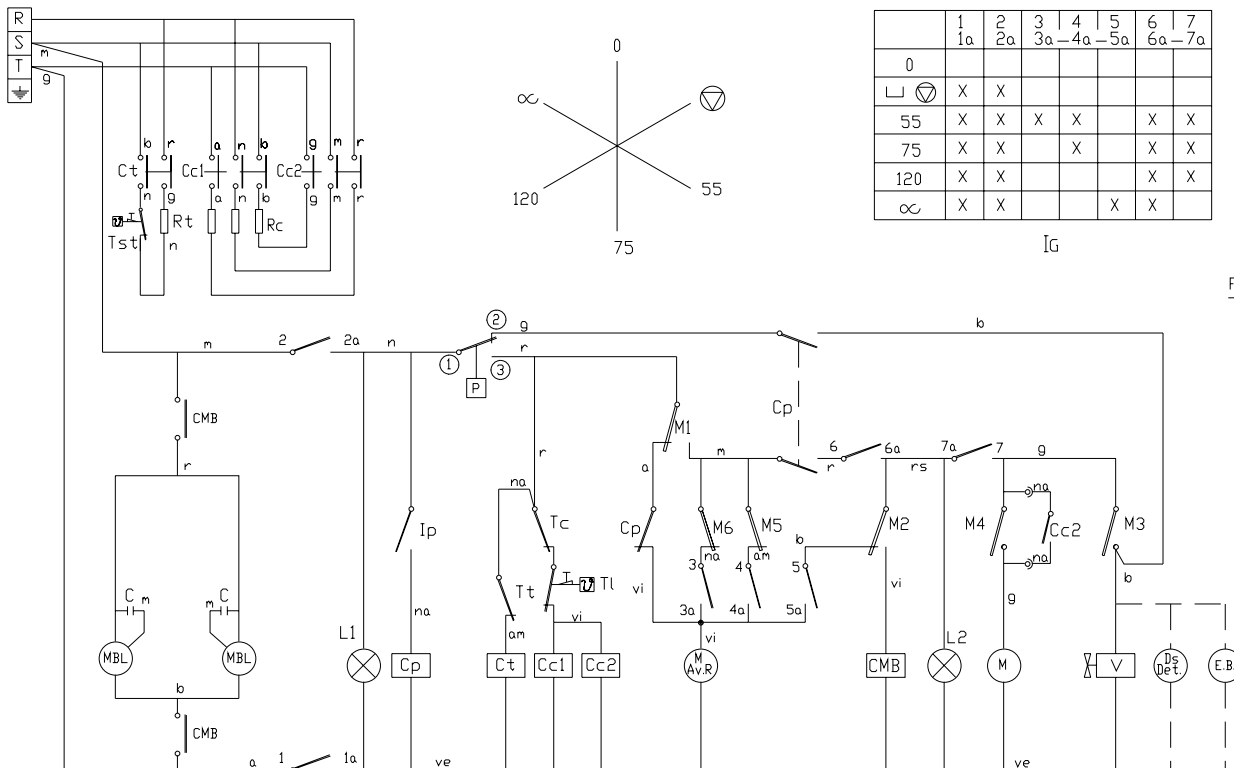 R
S
T
m
g
b r a n b g m r
Ct Cc1 Cc2
n g a n b g m r
Tst Rt Rc
n
0
55
75
120
∝
1 2 3 4 5 6 7
1a 2a 3a-4a-5a 6a-7a
0
X X
55 X X X X X X
75 X X X X X
120 X X X X
∝ X X X X
IG
m 2 2a n 1 2 g b
3 r
P
CMB
r
Cp
M1
m 6 6a 7a 7 g
r rs
a
r
na
na
Ip Tc Cp M6 M5 M2 M4 Cc2 M3
b
na am
na
3 4 5
Tt Tl
vi
vi
b
C m m C
na
g
3a 4a 5a
vi
am
vi
L1 L2
MBL MBL Cp Ct Cc1 Cc2 M Av.R CMB M V Ds Det. E.B.
b
CMB
a 1 1a ve ve